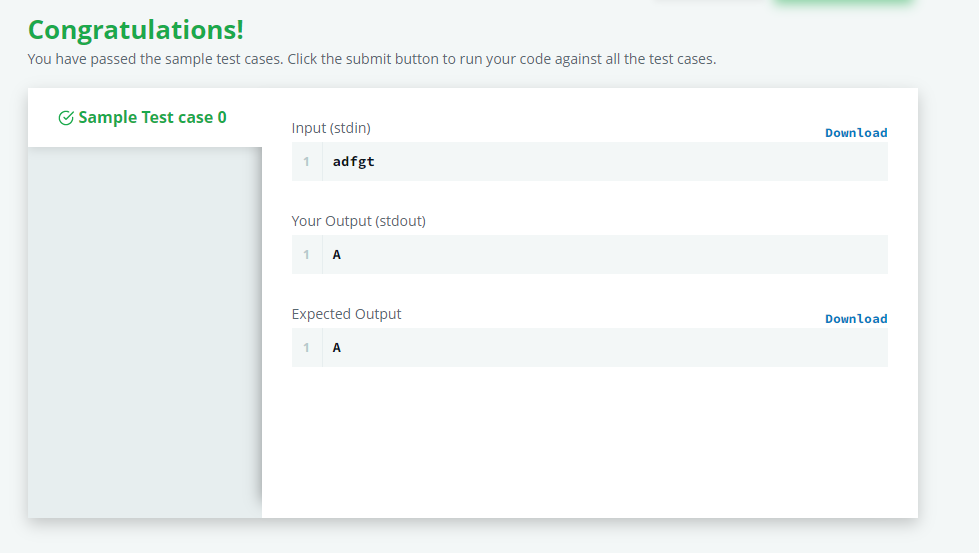 Congratulations!
You have passed the sample test cases. Click the submit button to run your code against all the test cases.
Sample Test case 0
Input (stdin)
Download
1 adfgt
Your Output (stdout)
1 A
Expected Output
Download
1 A